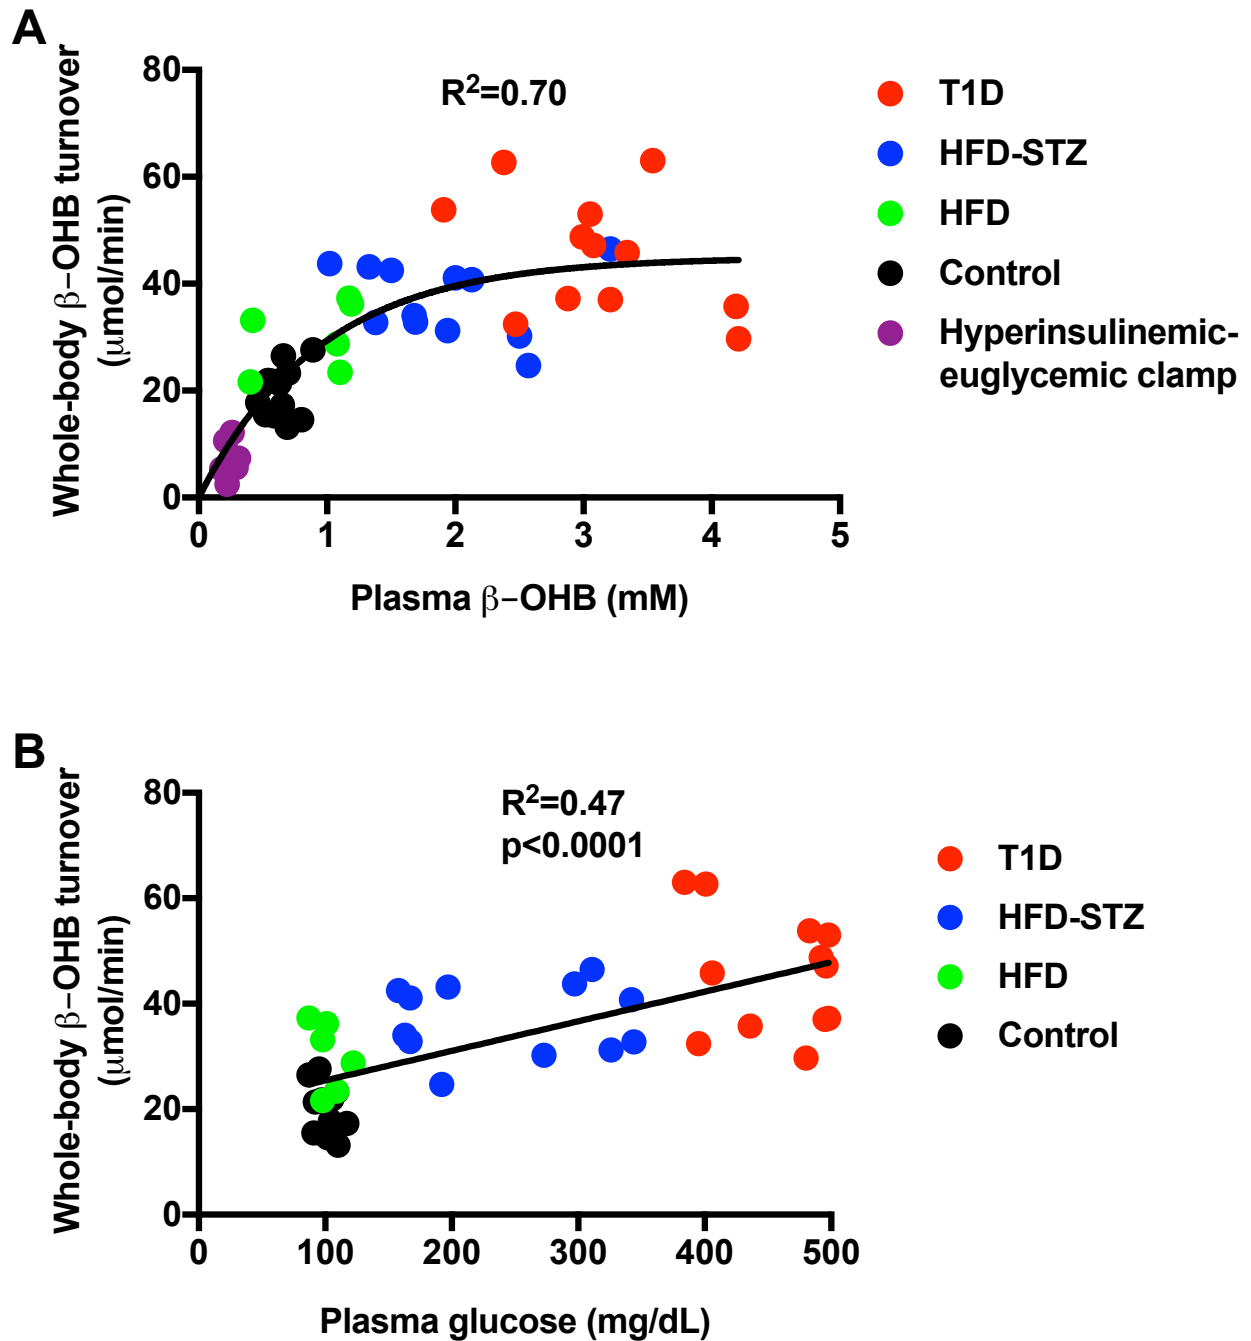 A
Whole-body β−OHB turnover
(μmol/min)
80
60
40
20
0
R²=0.70
0 1 2 3 4 5
Plasma β−OHB (mM)
T1D
HFD-STZ
HFD
Control
Hyperinsulinemic-
euglycemic clamp
B
Whole-body β−OHB turnover
(μmol/min)
80
60
40
20
0
R²=0.47
p<0.0001
0 100 200 300 400 500
Plasma glucose (mg/dL)
T1D
HFD-STZ
HFD
Control